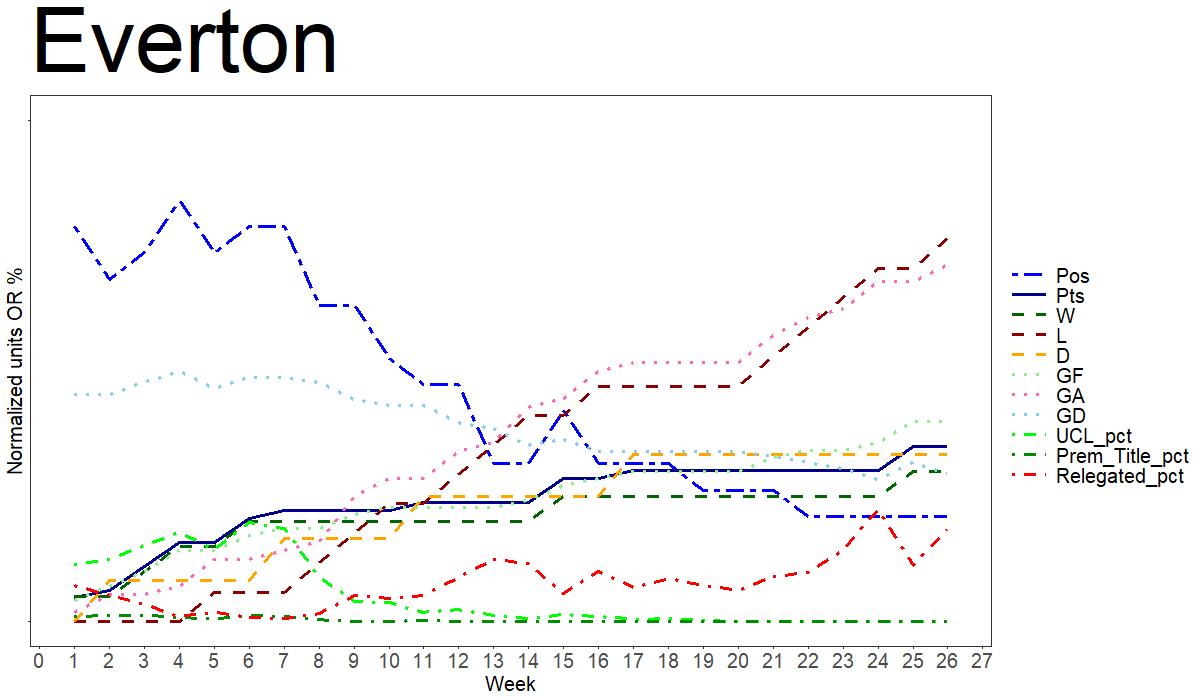 Everton
Normalized units OR %
Pos
Pts
W
L
D
GF
GA
GD
UCL_pct
Prem_Title_pct
Relegated_pct
0 1 2 3 4 5 6 7 8 9 10 11 12 13 14 15 16 17 18 19 20 21 22 23 24 25 26 27
Week